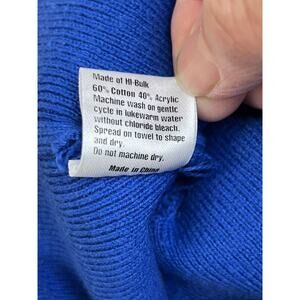 Made of HI-Bulk
60% Cotton 40% Acrylic
Machine wash on gentle
cycle in lukewarm water
without chloride bleach.
Spread on towel to shape
and dry.
Do not machine dry.
Made in China